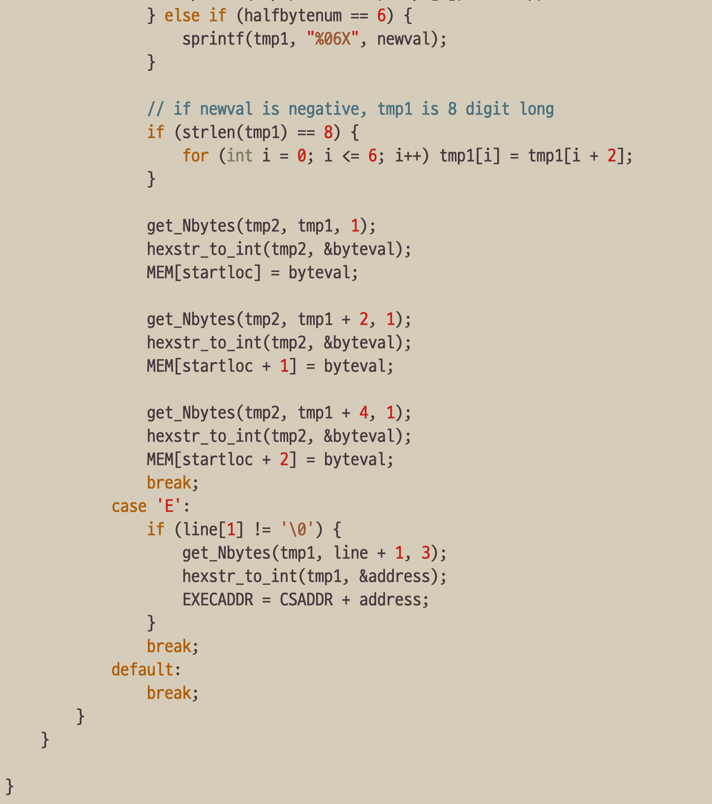 } else if (halfbytenum == 6) {
sprintf(tmp1, "%06X", newval);
}
// if newval is negative, tmp1 is 8 digit long
if (strlen(tmp1) == 8) {
for (int i = 0; i <= 6; i++) tmp1[i] = tmp1[i + 2];
}
get_Nbytes(tmp2, tmp1, 1);
hexstr_to_int(tmp2, &byteval);
MEM[startloc] = byteval;
get_Nbytes(tmp2, tmp1 + 2, 1);
hexstr_to_int(tmp2, &byteval);
MEM[startloc + 1] = byteval;
get_Nbytes(tmp2, tmp1 + 4, 1);
hexstr_to_int(tmp2, &byteval);
MEM[startloc + 2] = byteval;
break;
case 'E':
if (line[1] != '\0') {
get_Nbytes(tmp1, line + 1, 3);
hexstr_to_int(tmp1, &address);
EXECADDR = CSADDR + address;
}
break;
default:
break;
}
}
}